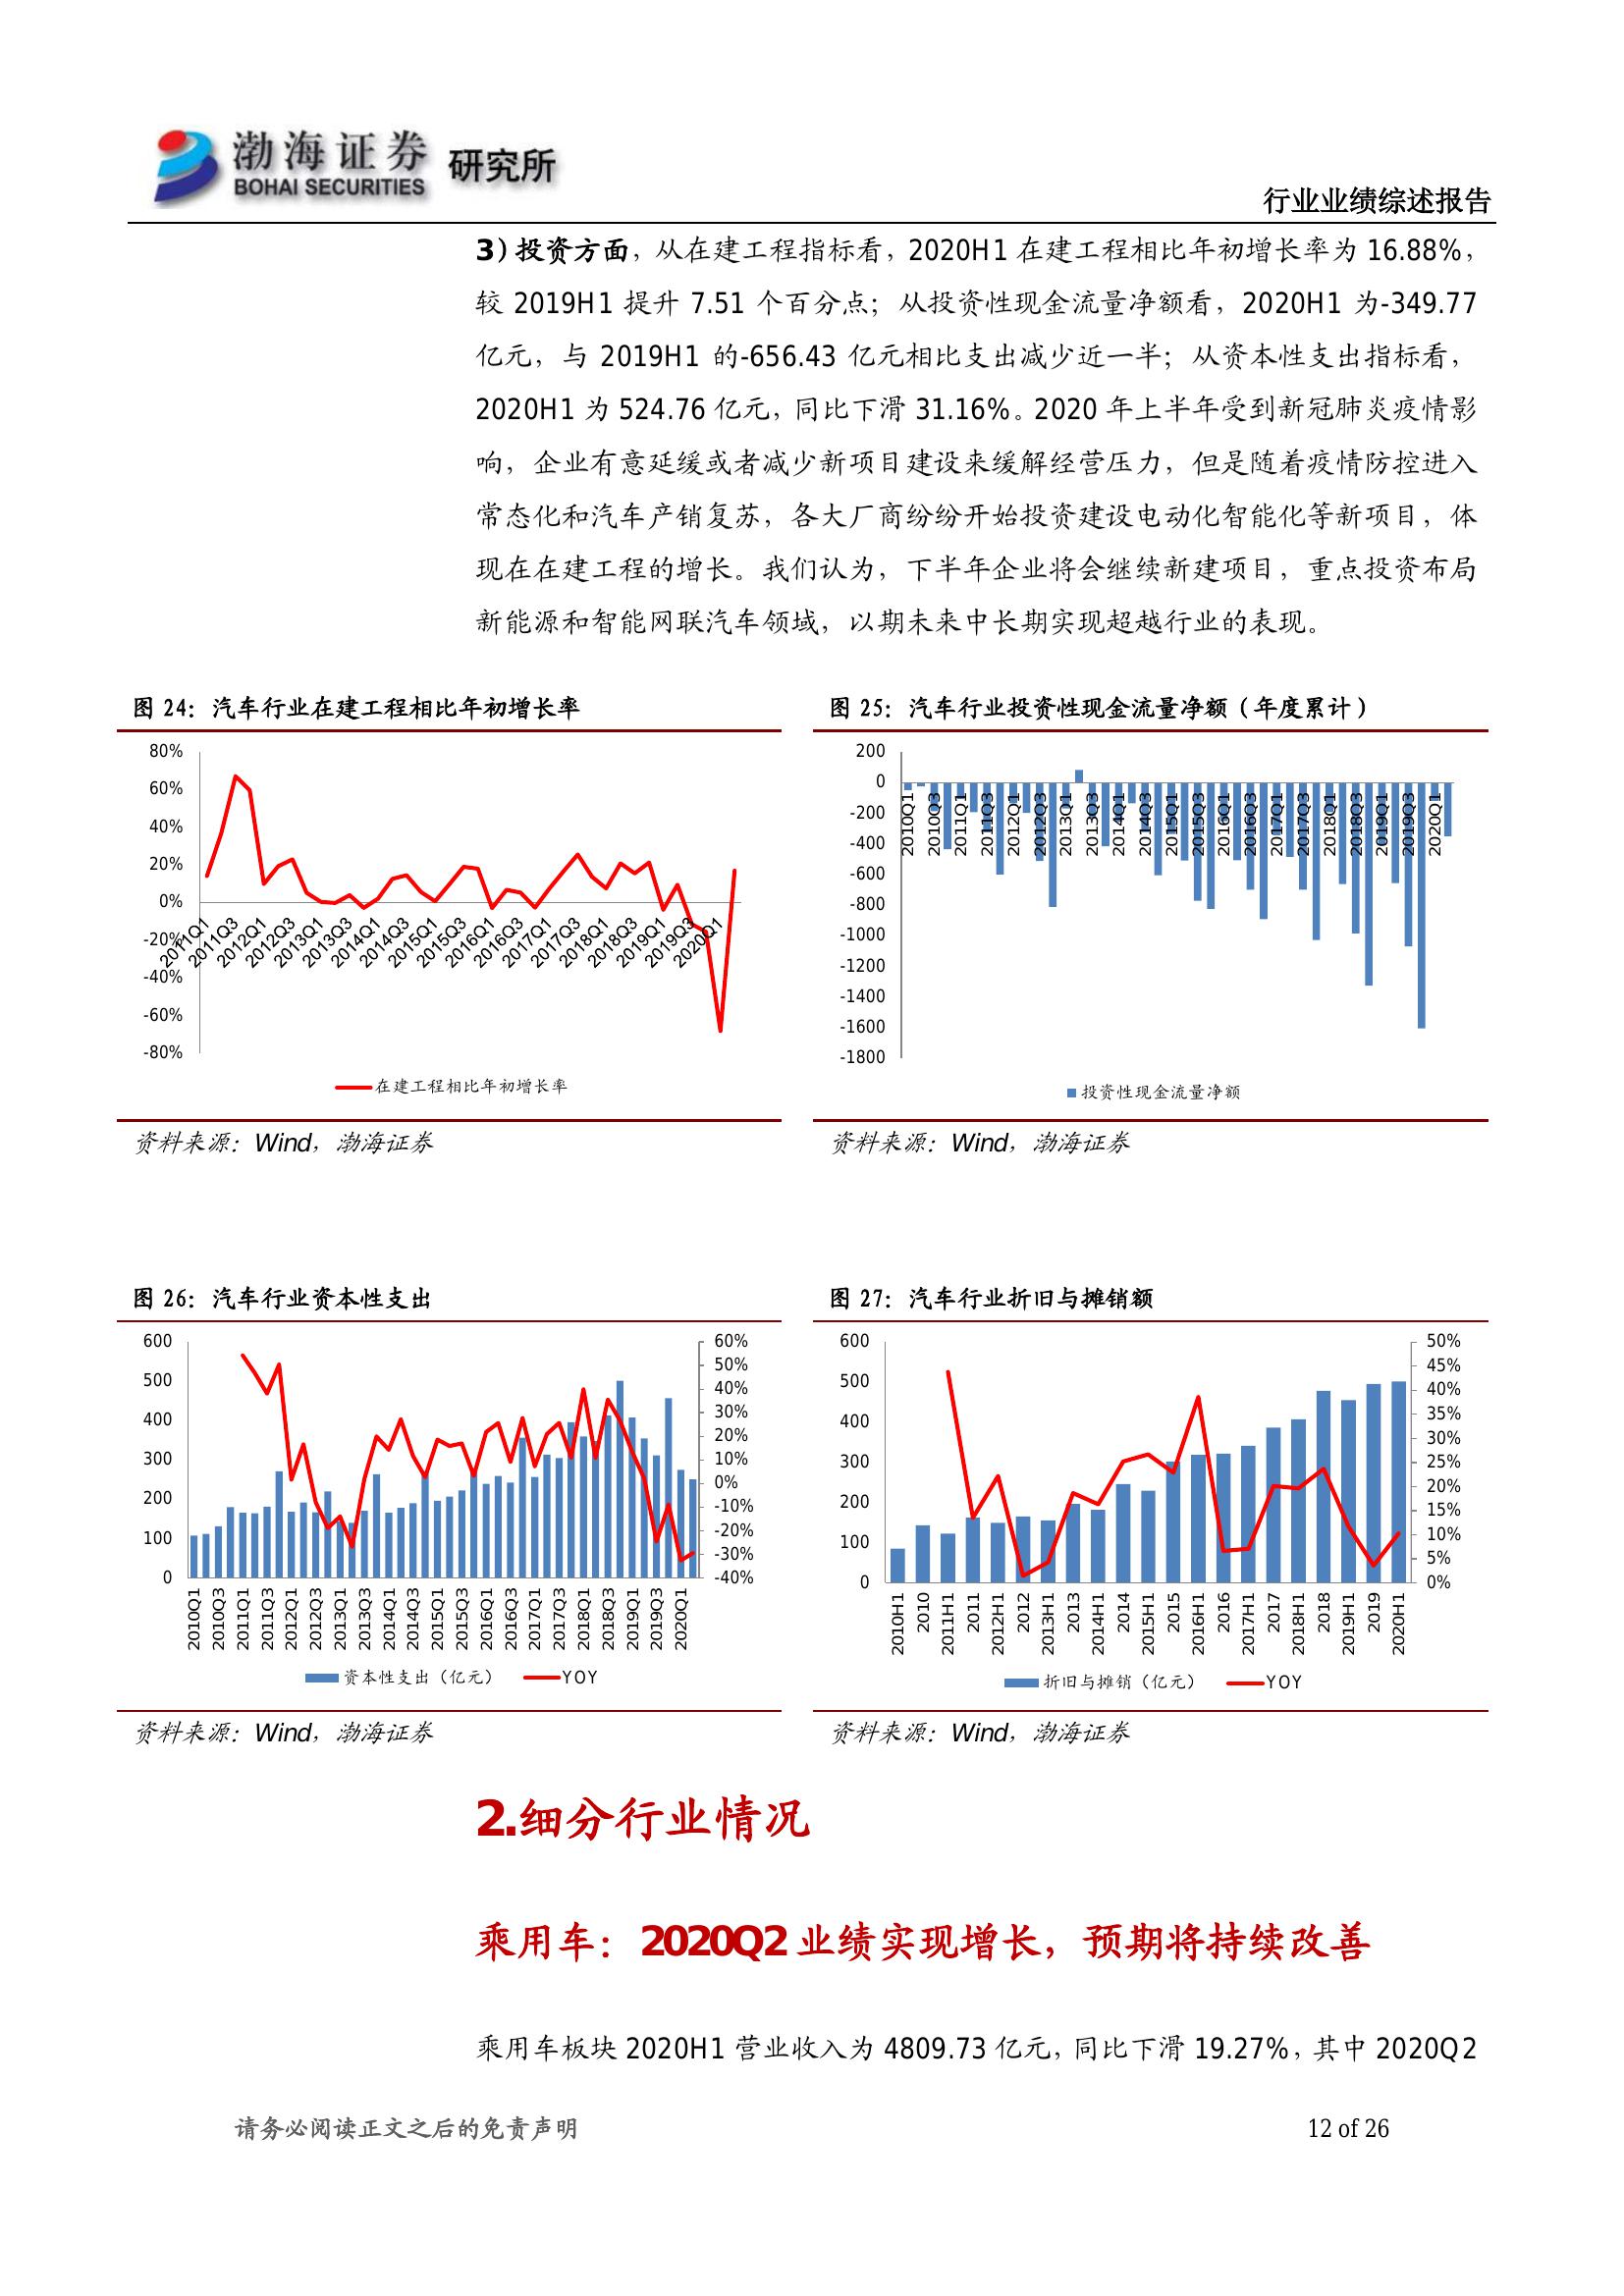 渤海证券 研究所
BOHAI SECURITIES
行业业绩综述报告
3）投资方面，从在建工程指标看，2020H1 在建工程相比年初增长率为 16.88%，
较 2019H1 提升 7.51 个百分点；从投资性现金流量净额看，2020H1 为-349.77
亿元，与 2019H1 的-656.43 亿元相比支出减少近一半；从资本性支出指标看，
2020H1 为 524.76 亿元，同比下滑 31.16%。2020 年上半年受到新冠肺炎疫情影
响，企业有意延缓或者减少新项目建设来缓解经营压力，但是随着疫情防控进入
常态化和汽车产销复苏，各大厂商纷纷开始投资建设电动化智能化等新项目，体
现在在建工程的增长。我们认为，下半年企业将会继续新建项目，重点投资布局
新能源和智能网联汽车领域，以期未来中长期实现超越行业的表现。
图 24：汽车行业在建工程相比年初增长率
80%
60%
40%
20%
0%
-20%
-40%
-60%
-80%
2011Q1 2011Q3 2012Q1 2012Q3 2013Q1 2013Q3 2014Q1 2014Q3 2015Q1 2015Q3 2016Q1 2016Q3 2017Q1 2017Q3 2018Q1 2018Q3 2019Q1 2019Q3 2020Q1
在建工程相比年初增长率
资料来源：Wind，渤海证券
图 25：汽车行业投资性现金流量净额（年度累计）
200
0
-200
-400
-600
-800
-1000
-1200
-1400
-1600
-1800
2010Q1 2010Q3 2011Q1 2011Q3 2012Q1 2012Q3 2013Q1 2013Q3 2014Q1 2014Q3 2015Q1 2015Q3 2016Q1 2016Q3 2017Q1 2017Q3 2018Q1 2018Q3 2019Q1 2019Q3 2020Q1
投资性现金流量净额
资料来源：Wind，渤海证券
图 26：汽车行业资本性支出
600
500
400
300
200
100
0
60%
50%
40%
30%
20%
10%
0%
-10%
-20%
-30%
-40%
2010Q1 2010Q3 2011Q1 2011Q3 2012Q1 2012Q3 2013Q1 2013Q3 2014Q1 2014Q3 2015Q1 2015Q3 2016Q1 2016Q3 2017Q1 2017Q3 2018Q1 2018Q3 2019Q1 2019Q3 2020Q1
资本性支出（亿元） YOY
资料来源：Wind，渤海证券
图 27：汽车行业折旧与摊销额
600
500
400
300
200
100
0
50%
45%
40%
35%
30%
25%
20%
15%
10%
5%
0%
2010H1 2010 2011H1 2011 2012H1 2012 2013H1 2013 2014H1 2014 2015H1 2015 2016H1 2016 2017H1 2017 2018H1 2018 2019H1 2019 2020H1
折旧与摊销（亿元） YOY
资料来源：Wind，渤海证券
2.细分行业情况
乘用车：2020Q2 业绩实现增长，预期将持续改善
乘用车板块 2020H1 营业收入为 4809.73 亿元，同比下滑 19.27%，其中 2020Q2
请务必阅读正文之后的免责声明
12 of 26